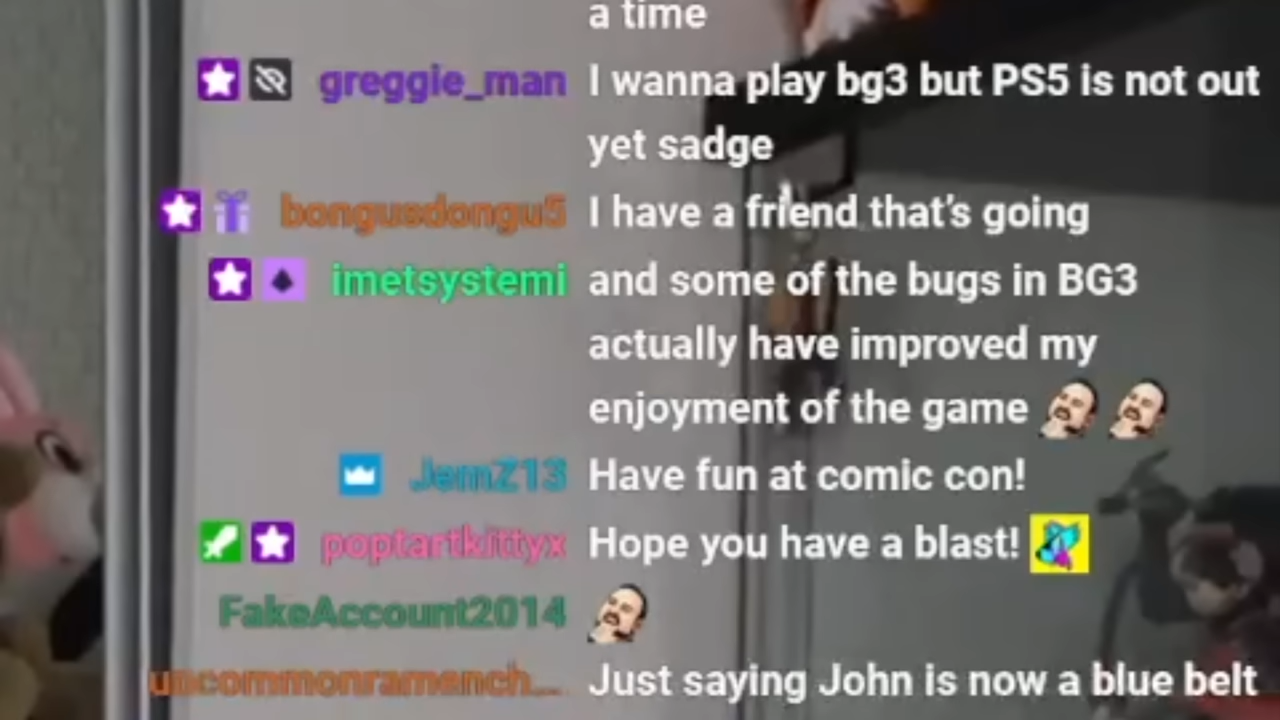 a time
greggie_man I wanna play bg3 but PS5 is not out
yet sadge
bongusdongu5 I have a friend that's going
imetsystemi and some of the bugs in BG3
actually have improved my
enjoyment of the game
JemZ13 Have fun at comic con!
poptartkittyx Hope you have a blast!
FakeAccount2014
uncommonramench... Just saying John is now a blue belt